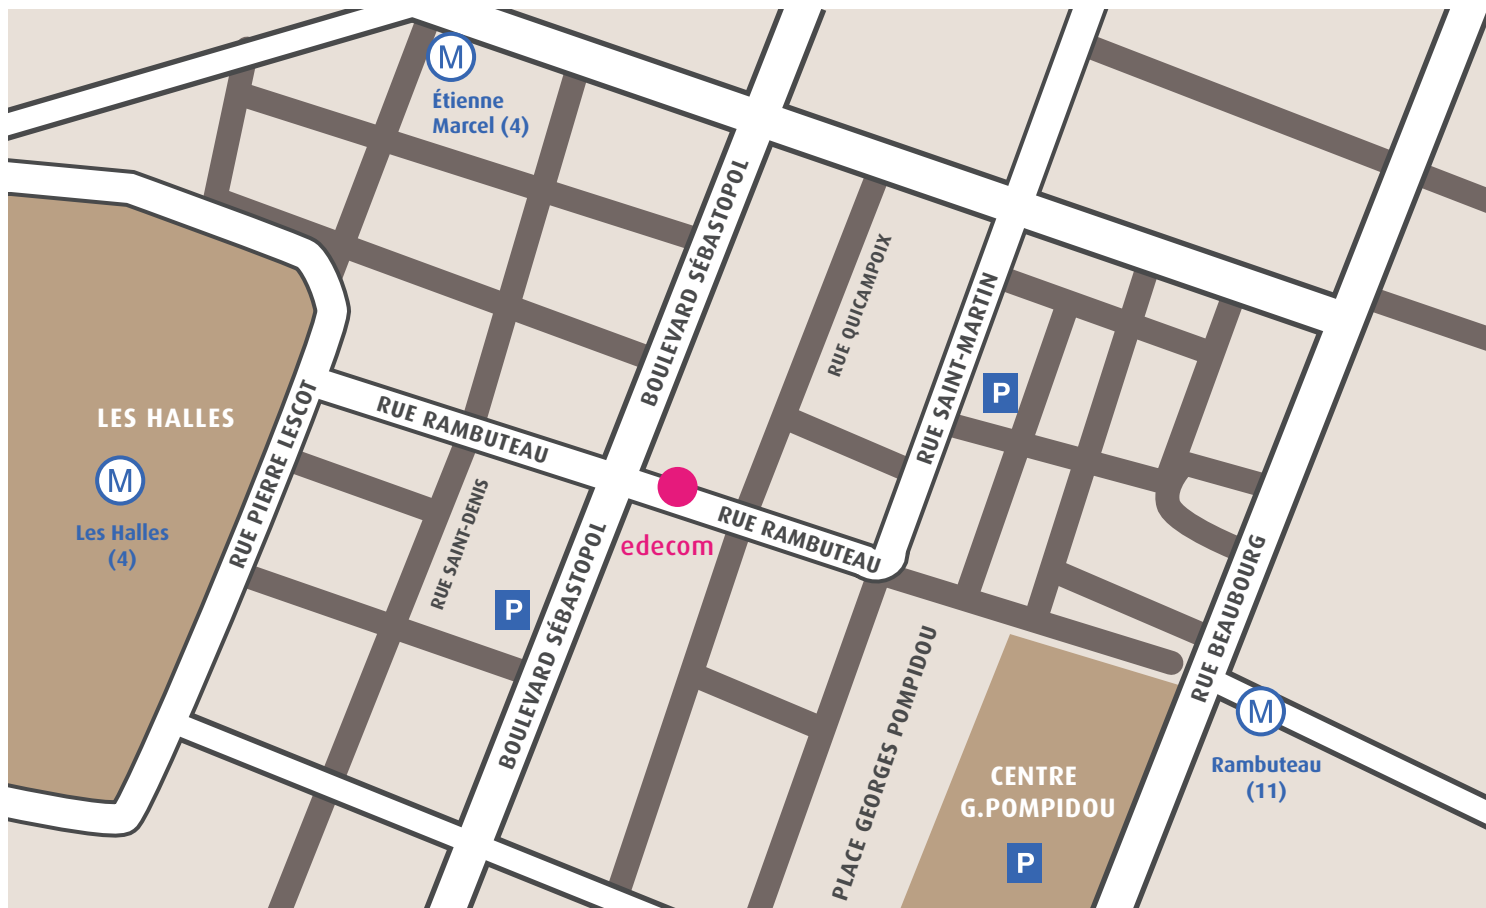 M
Étienne
Marcel (4)
BOULEVARD SÉBASTOPOL
RUE QUICAMPOIX
RUE SAINT-MARTIN
P
LES HALLES
M
Les Halles
(4)
RUE PIERRE LESCOT
RUE RAMBUTEAU
RUE SAINT-DENIS
P
BOULEVARD SÉBASTOPOL
edecom
RUE RAMBUTEAU
PLACE GEORGES POMPIDOU
CENTRE
G.POMPIDOU
P
RUE BEAUBOURG
M
Rambuteau
(11)